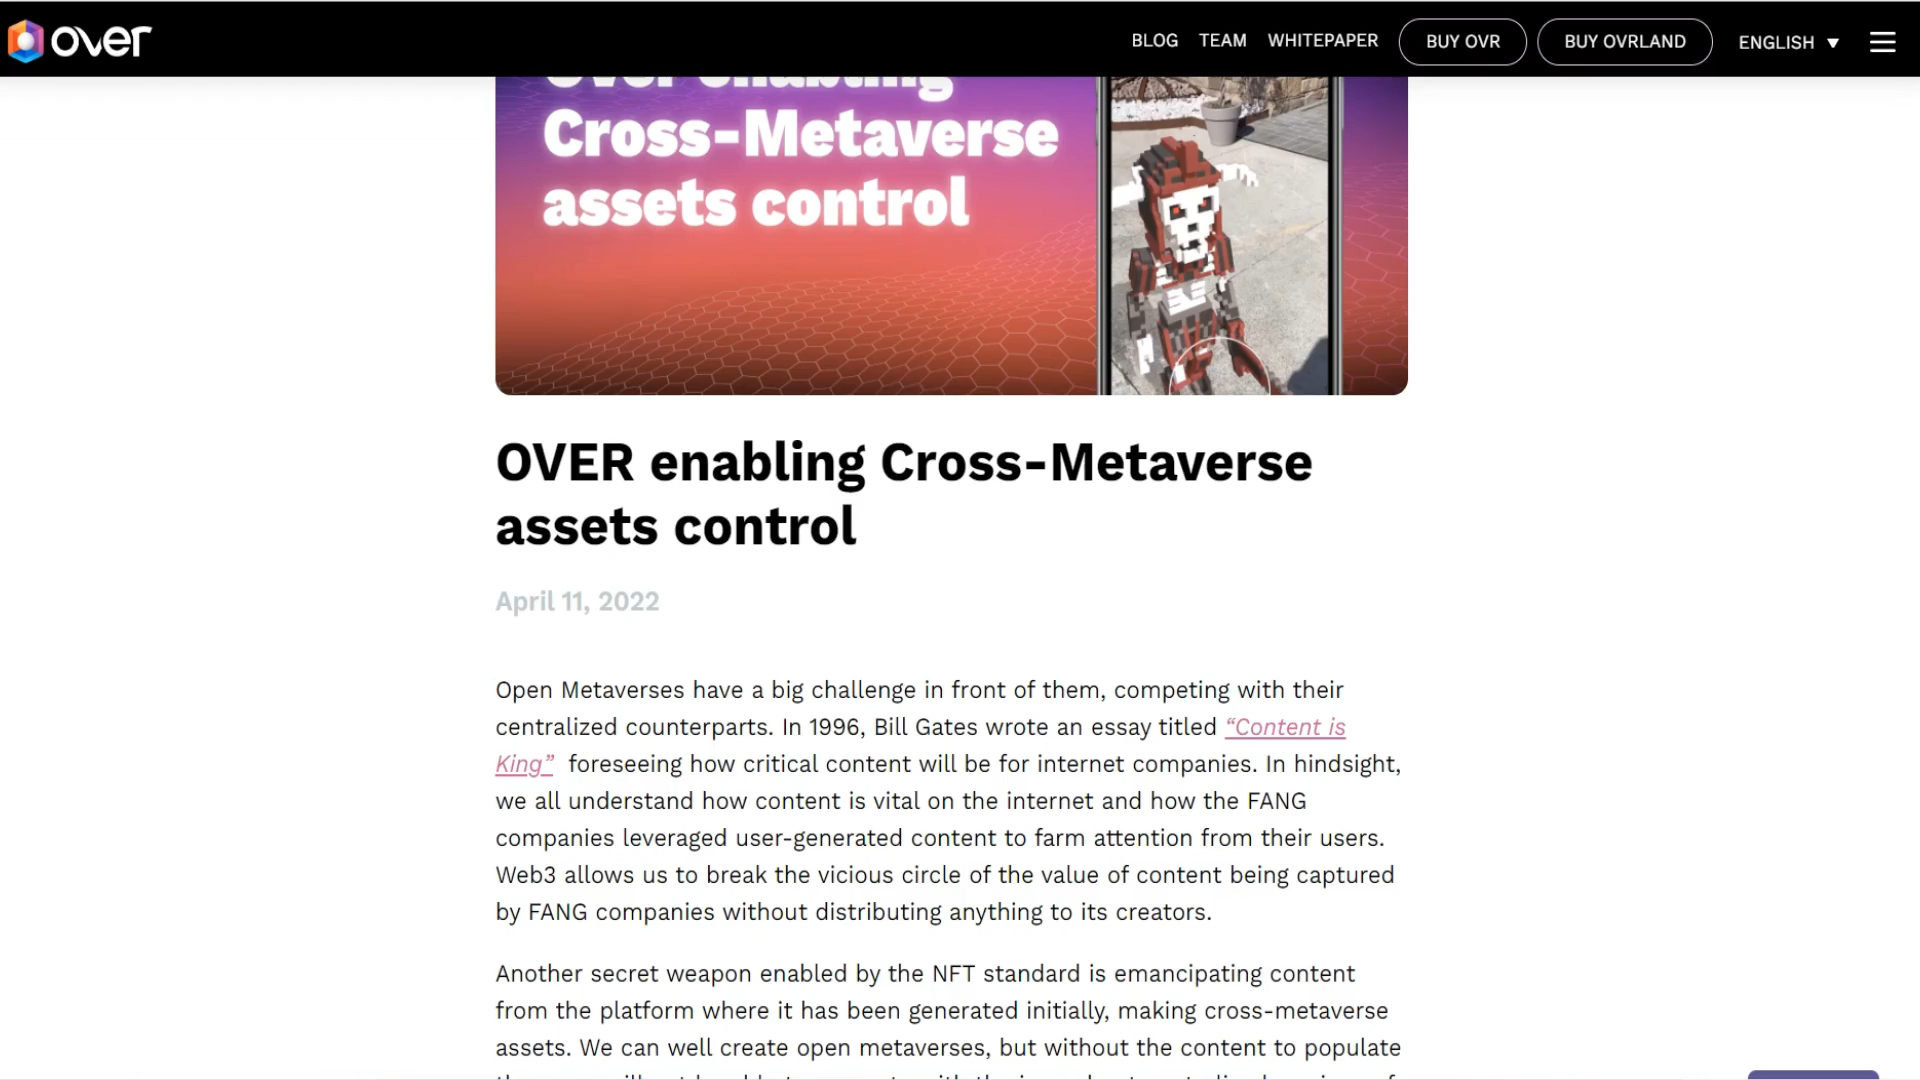 over
BLOG TEAM WHITEPAPER BUY OVR BUY OVRLAND ENGLISH ▼
Over enabling
Cross-Metaverse
assets control
OVER enabling Cross-Metaverse
assets control
April 11, 2022
Open Metaverses have a big challenge in front of them, competing with their
centralized counterparts. In 1996, Bill Gates wrote an essay titled “Content is
King” foreseeing how critical content will be for internet companies. In hindsight,
we all understand how content is vital on the internet and how the FANG
companies leveraged user-generated content to farm attention from their users.
Web3 allows us to break the vicious circle of the value of content being captured
by FANG companies without distributing anything to its creators.
Another secret weapon enabled by the NFT standard is emancipating content
from the platform where it has been generated initially, making cross-metaverse
assets. We can well create open metaverses, but without the content to populate